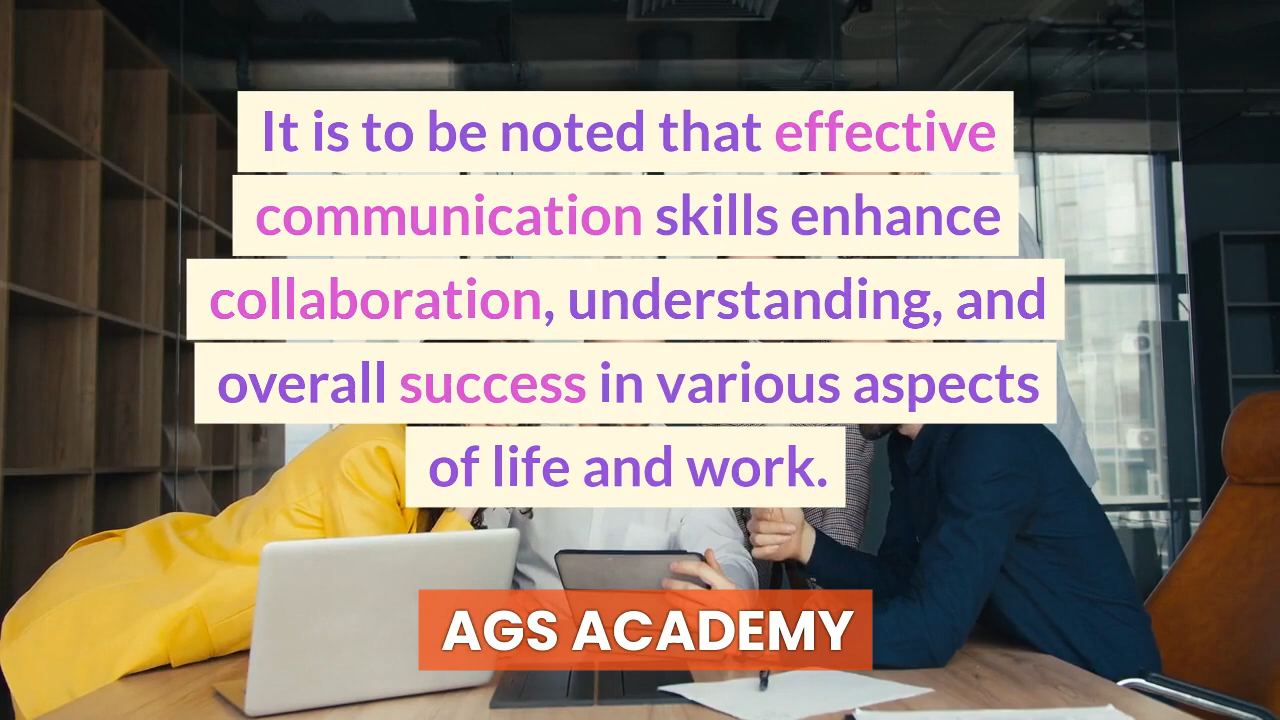 It is to be noted that effective
communication skills enhance
collaboration, understanding, and
overall success in various aspects
of life and work.
AGS ACADEMY